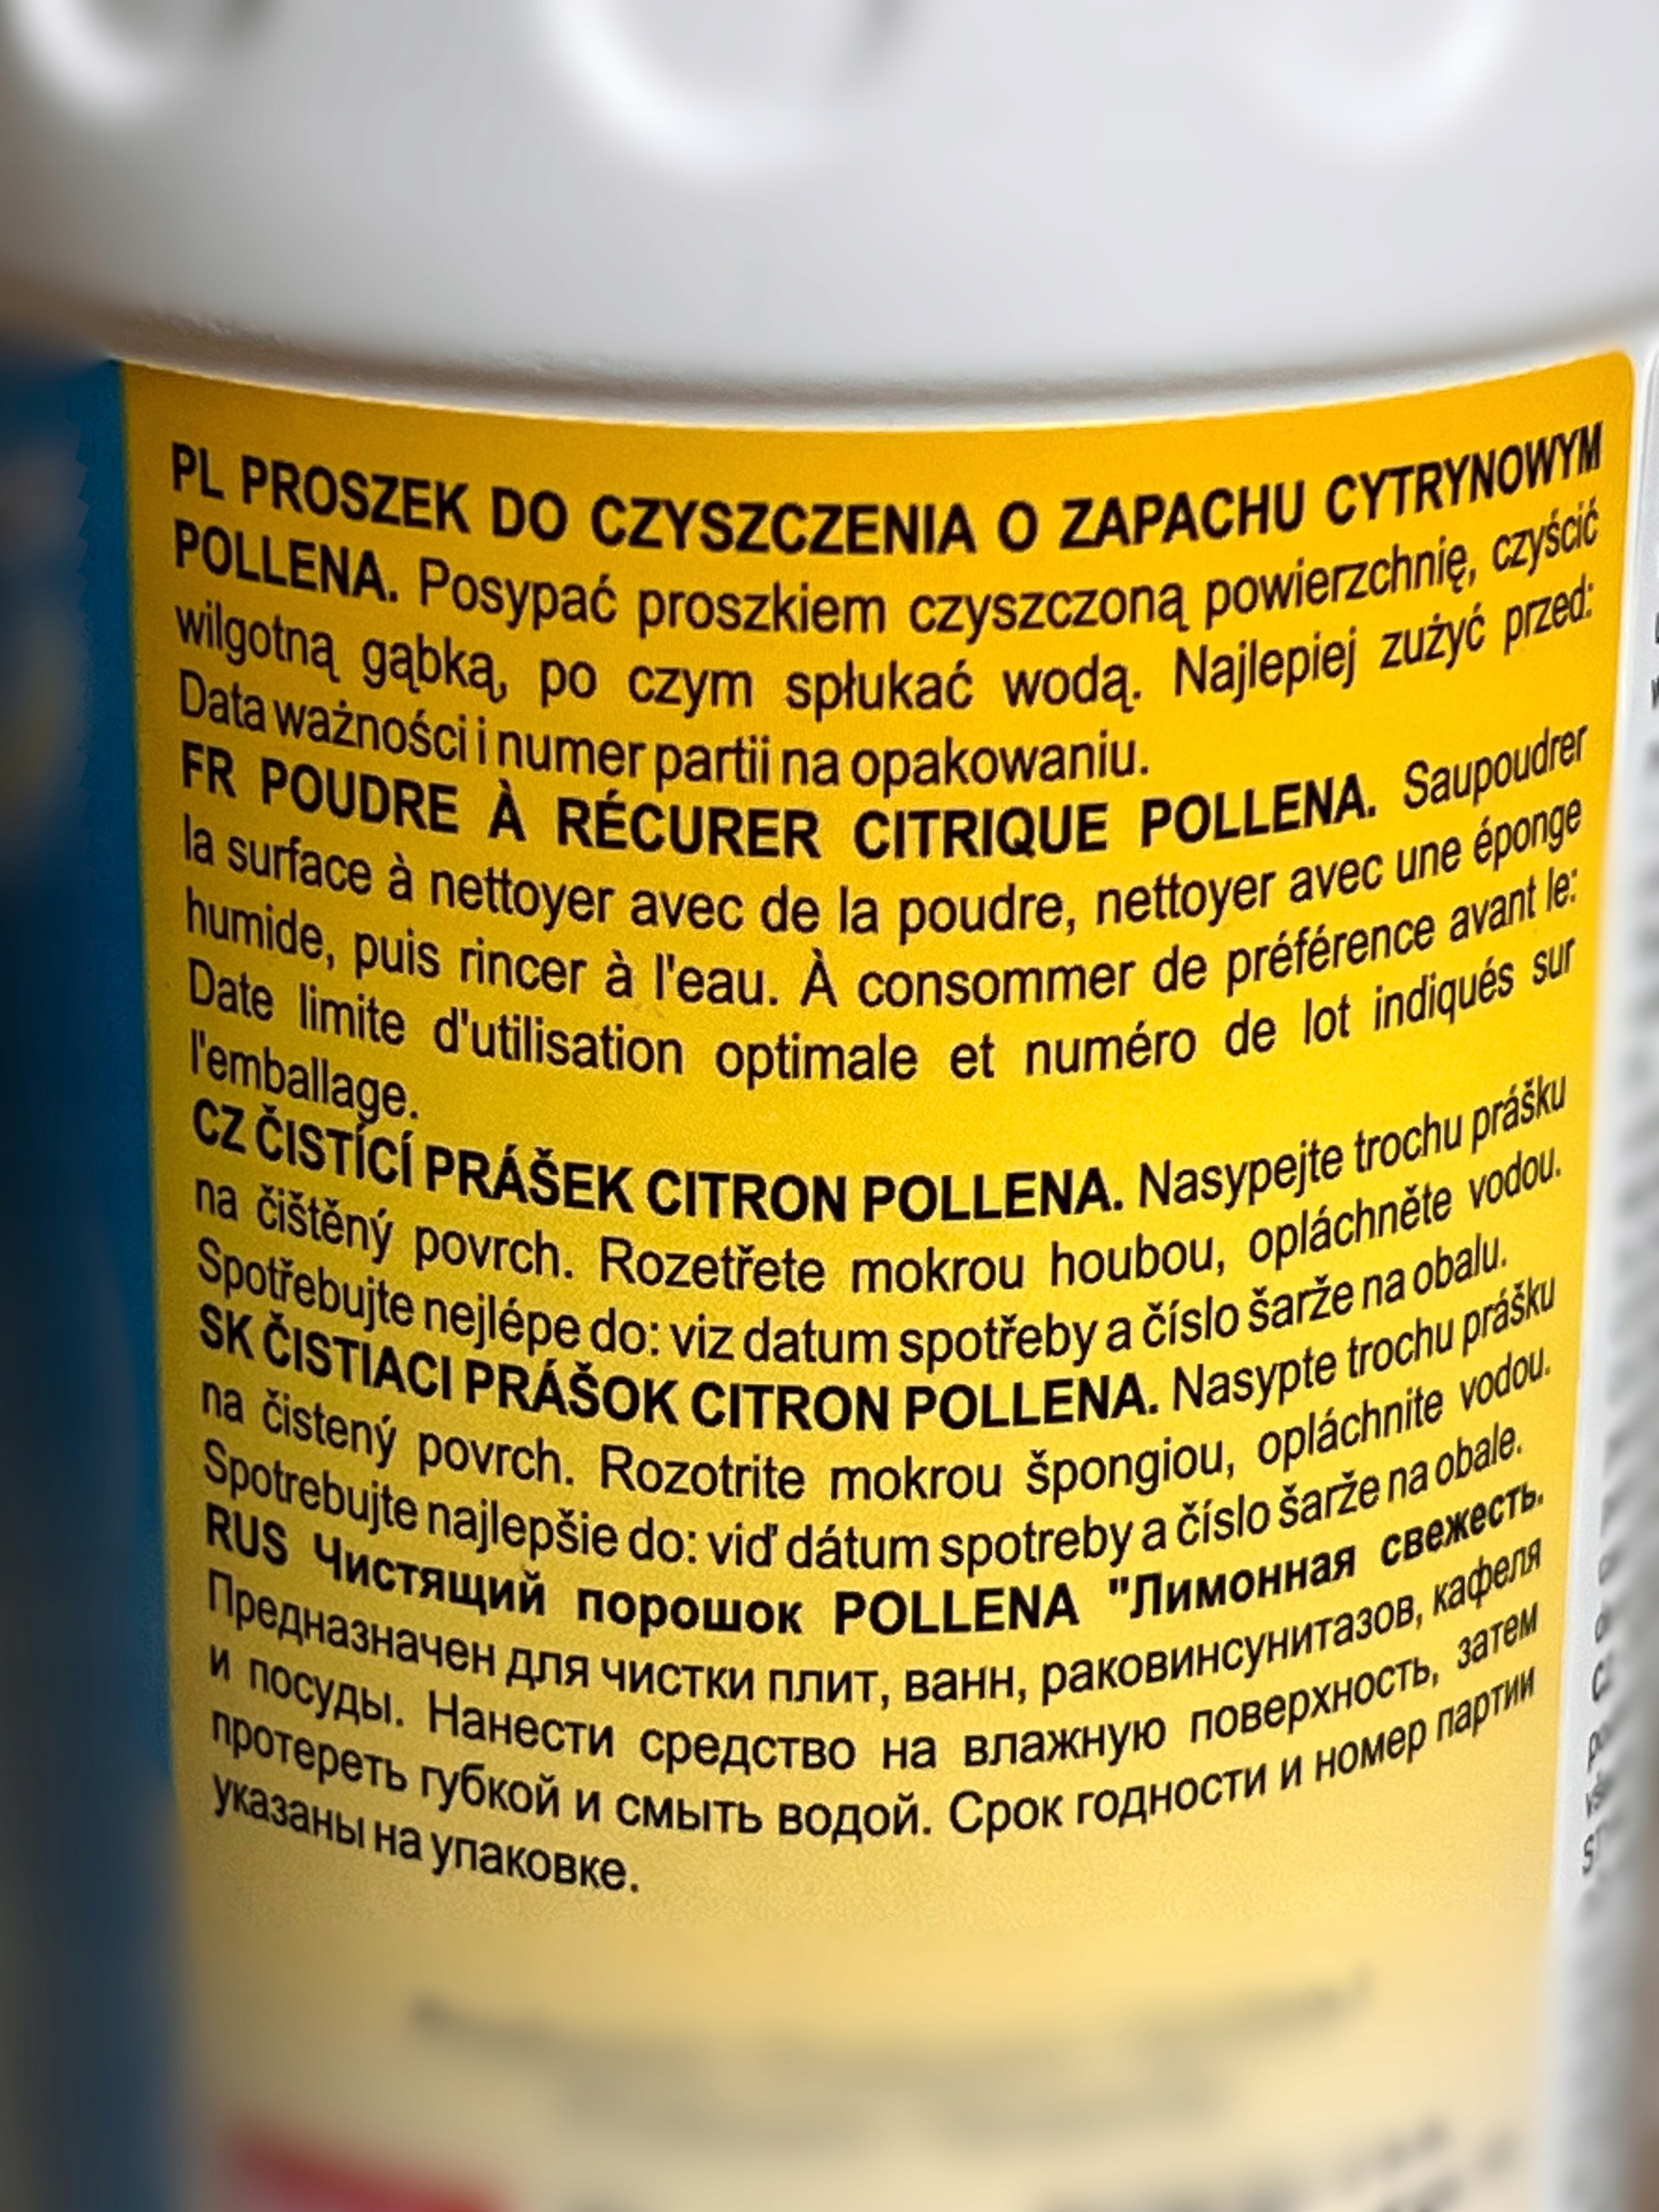 PL PROSZEK DO CZYSZCZENIA O ZAPACHU CYTRYNOWYM
POLLENA. Posypać proszkiem czyszczoną powierzchnię, czyścić
wilgotną gąbką, po czym spłukać wodą. Najlepiej zużyć przed:
Data ważności i numer partii na opakowaniu.
FR POUDRE À RÉCURER CITRIQUE POLLENA. Saupoudrer
la surface à nettoyer avec de la poudre, nettoyer avec une éponge
humide, puis rincer à l'eau. À consommer de préférence avant le:
Date limite d'utilisation optimale et numéro de lot indiqués sur
l'emballage.
CZ ČISTÍCÍ PRÁŠEK CITRON POLLENA. Nasypejte trochu prášku
na čištěný povrch. Rozetřete mokrou houbou, opláchněte vodou.
Spotřebujte nejlépe do: viz datum spotřeby a číslo šarže na obalu.
SK ČISTIACI PRÁŠOK CITRON POLLENA. Nasypte trochu prášku
na čistený povrch. Rozotrite mokrou špongiou, opláchnite vodou.
Spotrebujte najlepšie do: viď dátum spotreby a číslo šarže na obale.
RUS Чистящий порошок POLLENA "Лимонная свежесть.
Предназначен для чистки плит, ванн, раковинсунитазов, кафеля
и посуды. Нанести средство на влажную поверхность, затем
протереть губкой и смыть водой. Срок годности и номер партии
указаны на упаковке.